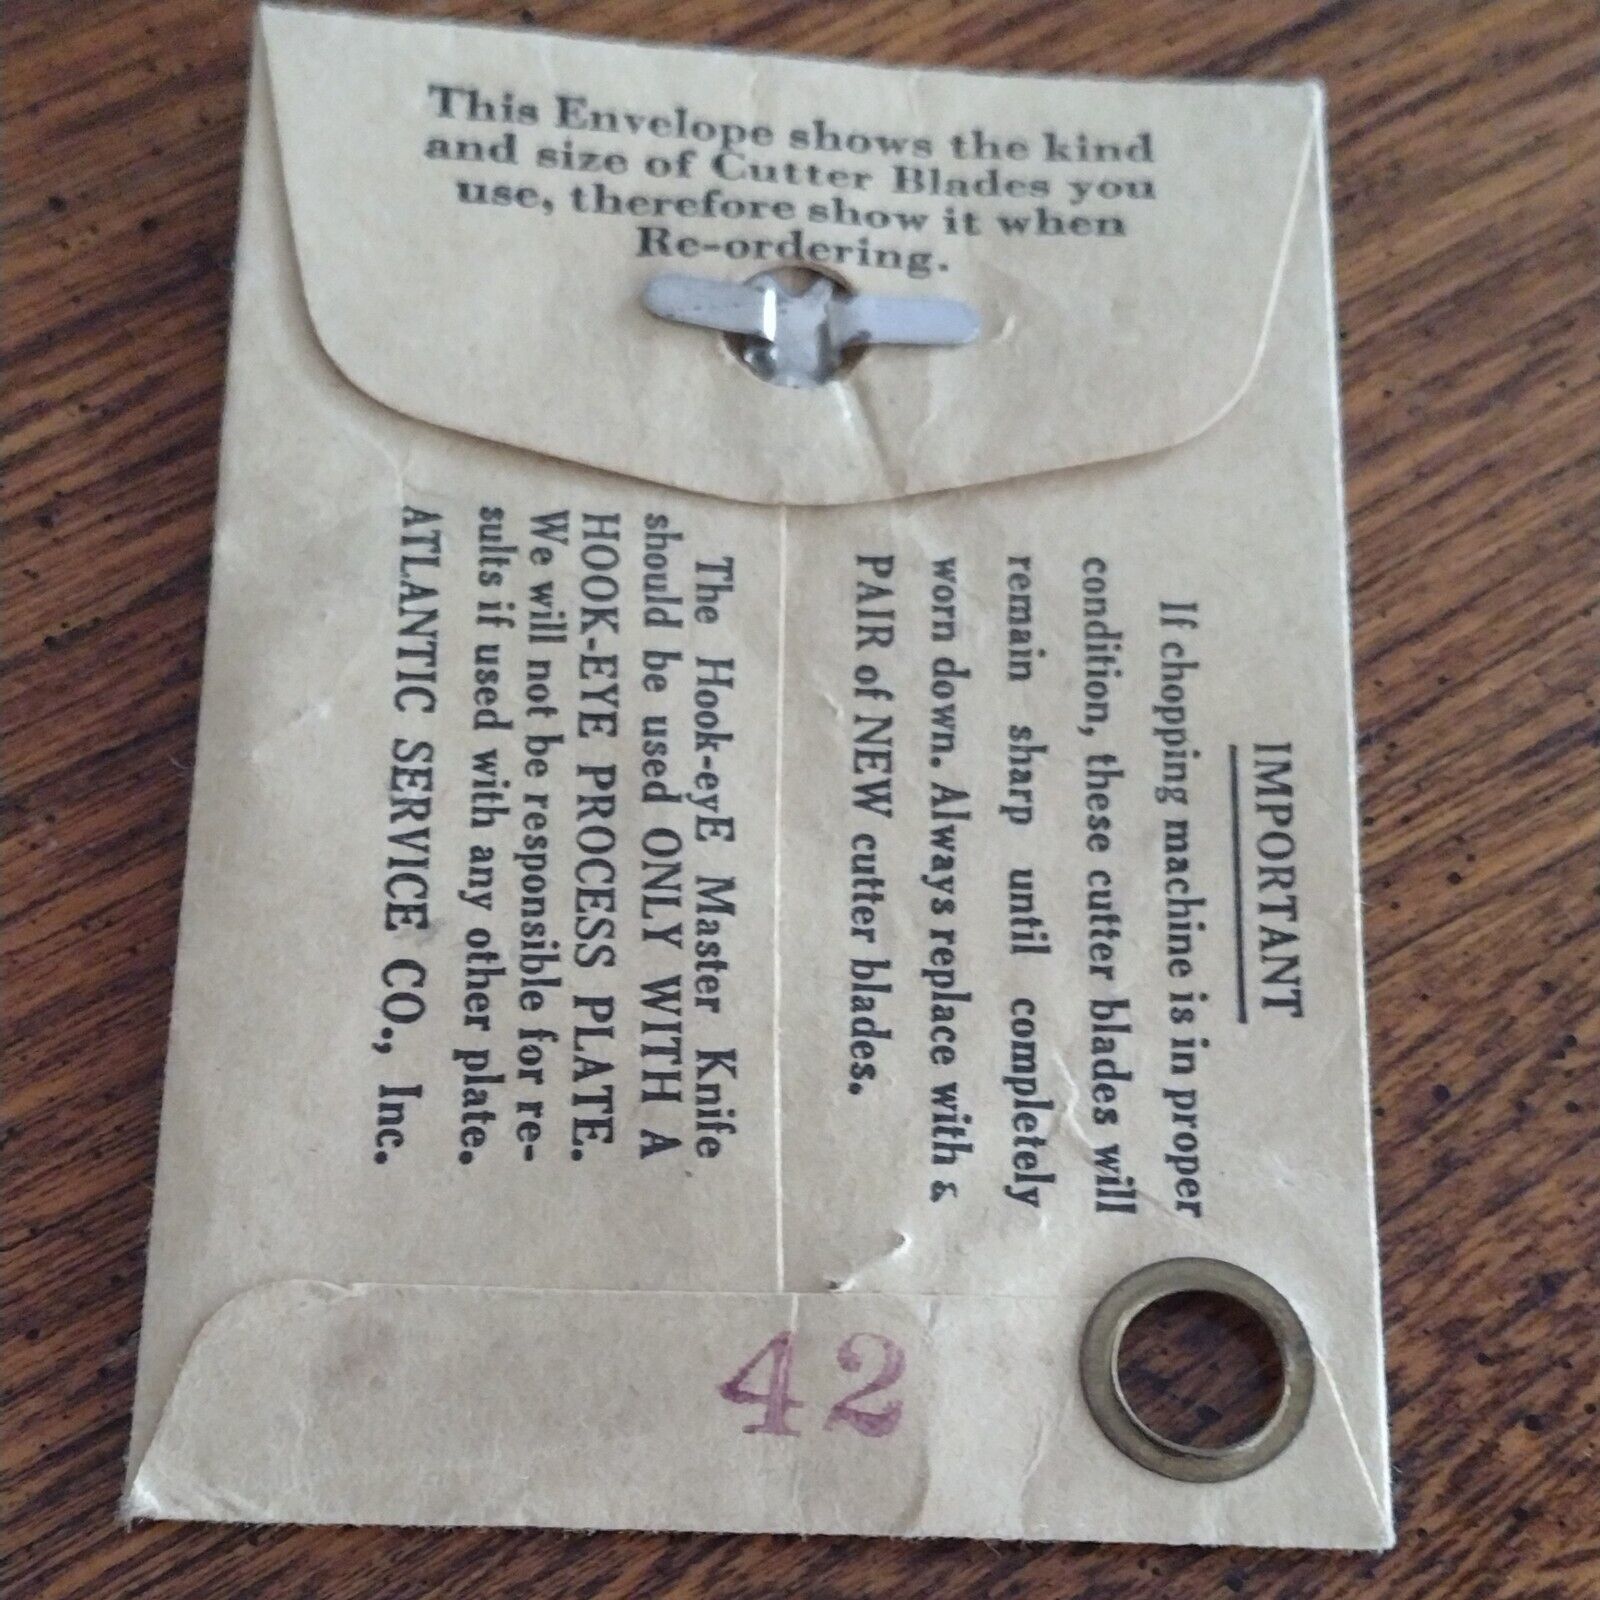 This Envelope shows the kind
and size of Cutter Blades you
use, therefore show it when
Re-ordering.
IMPORTANT
If chopping machine is in proper
condition, these cutter blades will
remain sharp until completely
worn down. Always replace with &
PAIR of NEW cutter blades.
The Hook-eyE Master Knife
should be used ONLY WITH A
HOOK-EYE PROCESS PLATE.
We will not be responsible for re-
sults if used with any other plate.
ATLANTIC SERVICE CO., Inc.
42